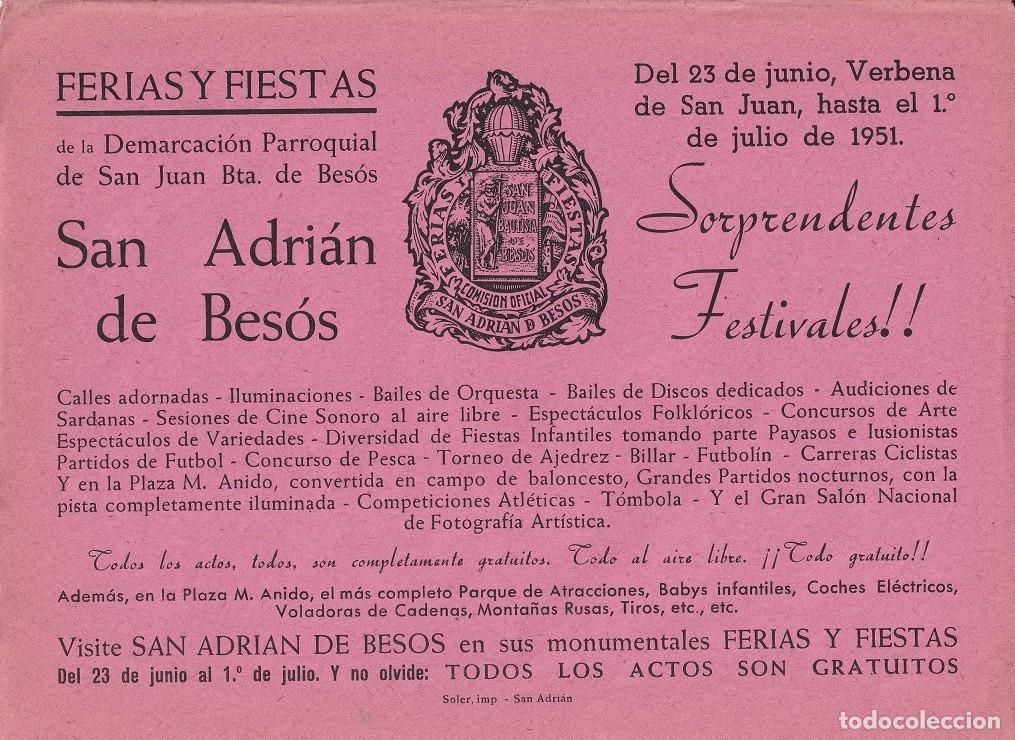 FERIAS Y FIESTAS
de la Demarcación Parroquial
de San Juan Bta. de Besós
San Adrián
de Besós
FERIAS Y FIESTAS
SAN
JUAN
BAUTISTA
DE
BESOS
COMISION OFICIAL
SAN ADRIAN D BESOS
Del 23 de junio, Verbena
de San Juan, hasta el 1.º
de julio de 1951.
Sorprendentes
Festivales!!
Calles adornadas - Iluminaciones - Bailes de Orquesta - Bailes de Discos dedicados - Audiciones de
Sardanas - Sesiones de Cine Sonoro al aire libre - Espectáculos Folklóricos - Concursos de Arte
Espectáculos de Variedades - Diversidad de Fiestas Infantiles tomando parte Payasos e Iusionistas
Partidos de Futbol - Concurso de Pesca - Torneo de Ajedrez - Billar - Futbolín - Carreras Ciclistas
Y en la Plaza M. Anido, convertida en campo de baloncesto, Grandes Partidos nocturnos, con la
pista completamente iluminada - Competiciones Atléticas - Tómbola - Y el Gran Salón Nacional
de Fotografía Artística.
Todos los actos, todos, son completamente gratuitos. Todo al aire libre. ¡¡Todo gratuito!!
Además, en la Plaza M. Anido, el más completo Parque de Atracciones, Babys infantiles, Coches Eléctricos,
Voladoras de Cadenas, Montañas Rusas, Tiros, etc., etc.
Visite SAN ADRIAN DE BESOS en sus monumentales FERIAS Y FIESTAS
Del 23 de junio al 1.º de julio. Y no olvide: TODOS LOS ACTOS SON GRATUITOS
Soler, imp. - San Adrián
todocoleccion